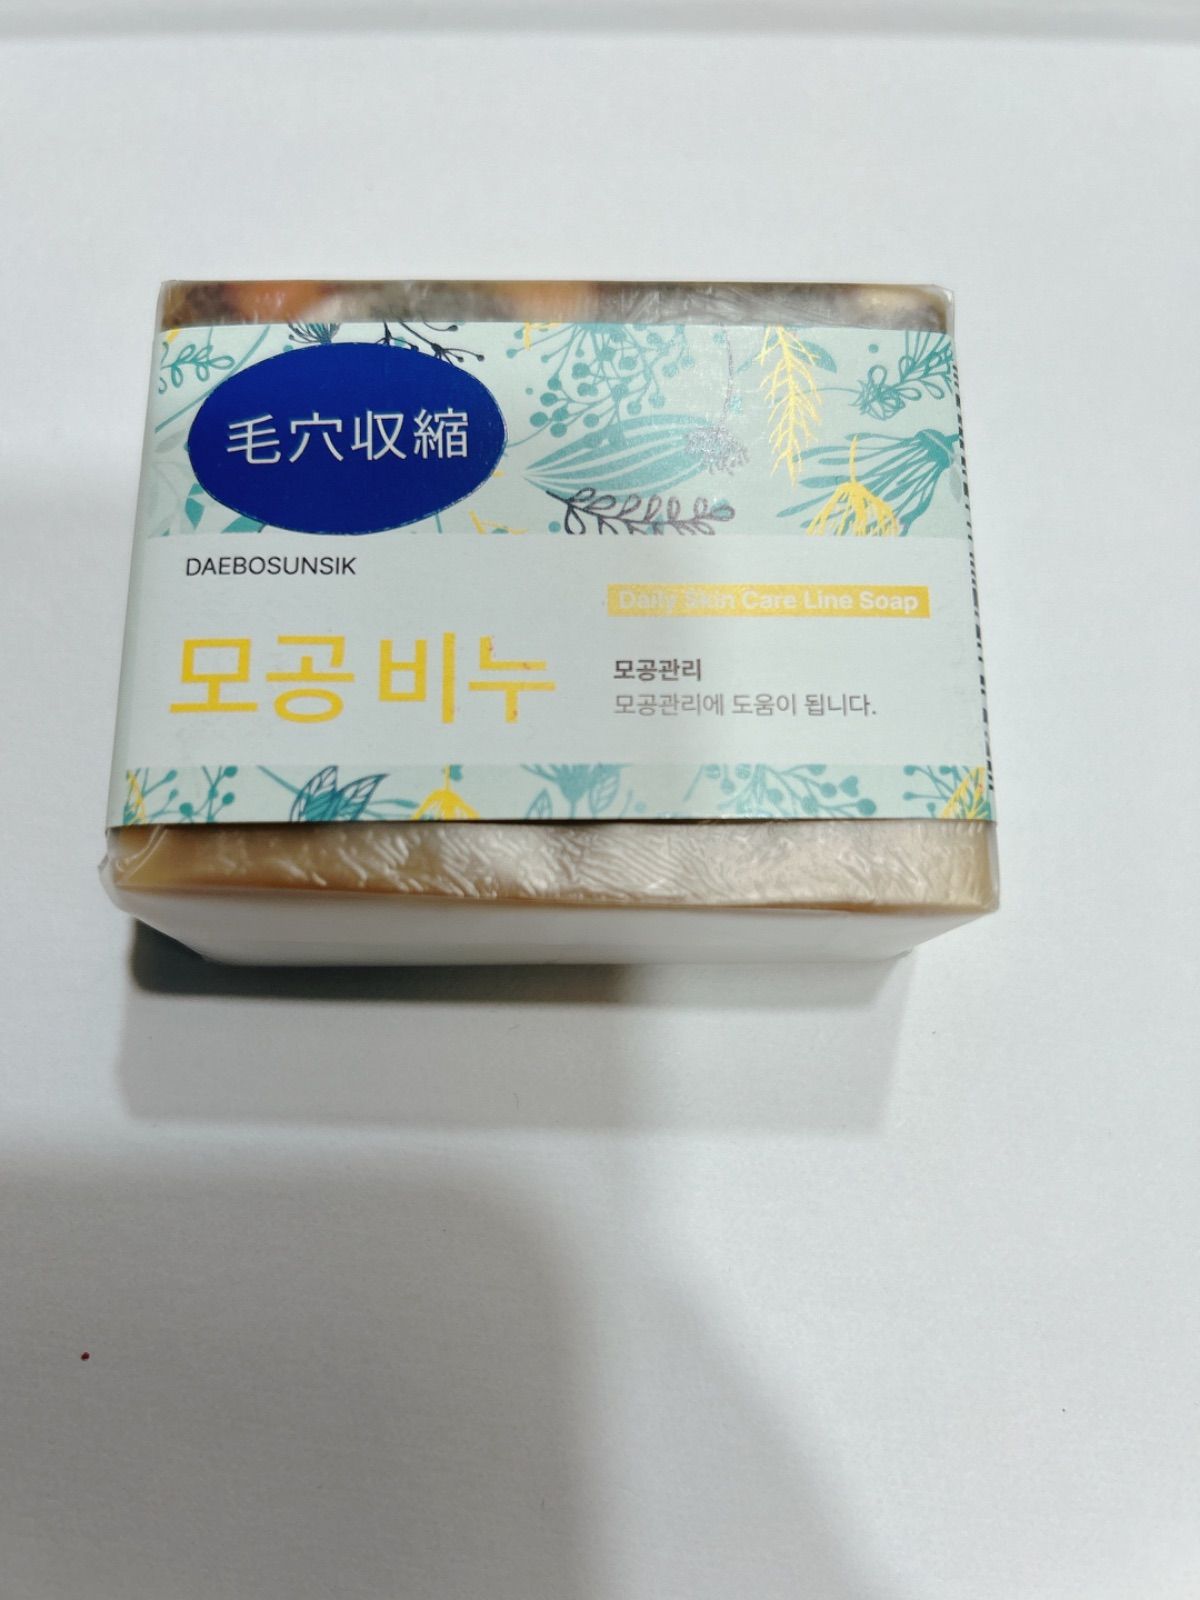 毛穴収縮
DAEBOSUNSIK
Daily Skin Care Line Soap
모공 비누
모공관리
모공관리에 도움이 됩니다.